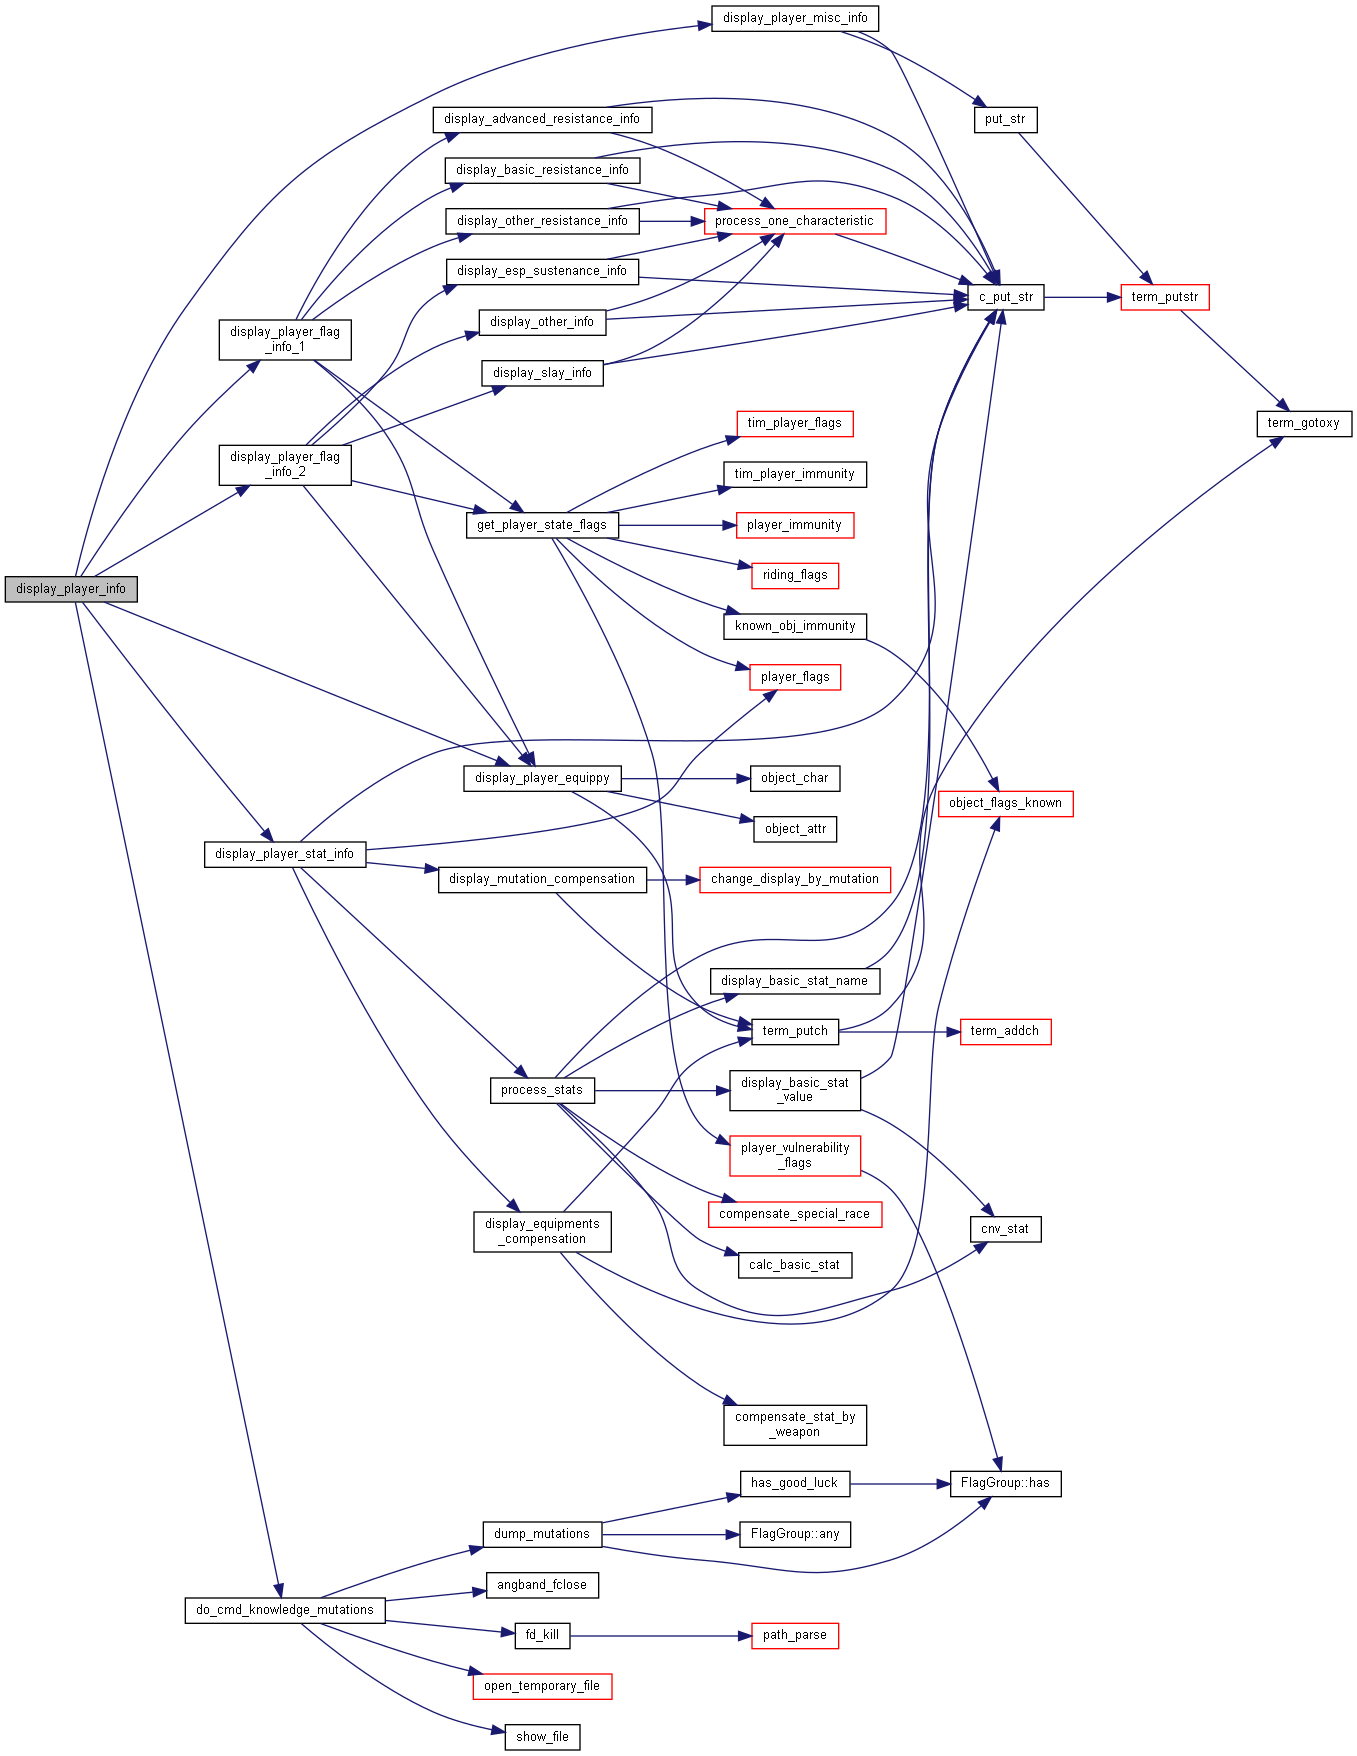 display_player_misc_info
put_str
display_advanced_resistance_info
display_basic_resistance_info
display_other_resistance_info
process_one_characteristic
display_esp_sustenance_info
c_put_str
term_putstr
display_other_info
display_player_flag
_info_1
display_slay_info
term_gotoxy
tim_player_flags
display_player_flag
_info_2
tim_player_immunity
get_player_state_flags
player_immunity
riding_flags
display_player_info
known_obj_immunity
player_flags
display_player_equippy
object_char
object_flags_known
object_attr
display_player_stat_info
display_mutation_compensation
change_display_by_mutation
display_basic_stat_name
term_putch
term_addch
process_stats
display_basic_stat
_value
player_vulnerability
_flags
compensate_special_race
display_equipments
_compensation
cnv_stat
calc_basic_stat
compensate_stat_by
_weapon
has_good_luck
FlagGroup::has
dump_mutations
FlagGroup::any
angband_fclose
do_cmd_knowledge_mutations
fd_kill
path_parse
open_temporary_file
show_file